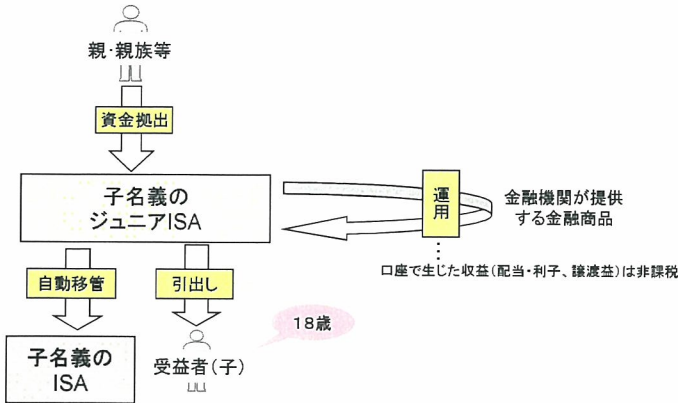 親・親族等
資金拠出
子名義の
ジュニアISA
運用
金融機関が提供
する金融商品
口座で生じた収益(配当・利子、譲渡益)は非課税
自動移管
引出し
18歳
子名義の
ISA
受益者(子)